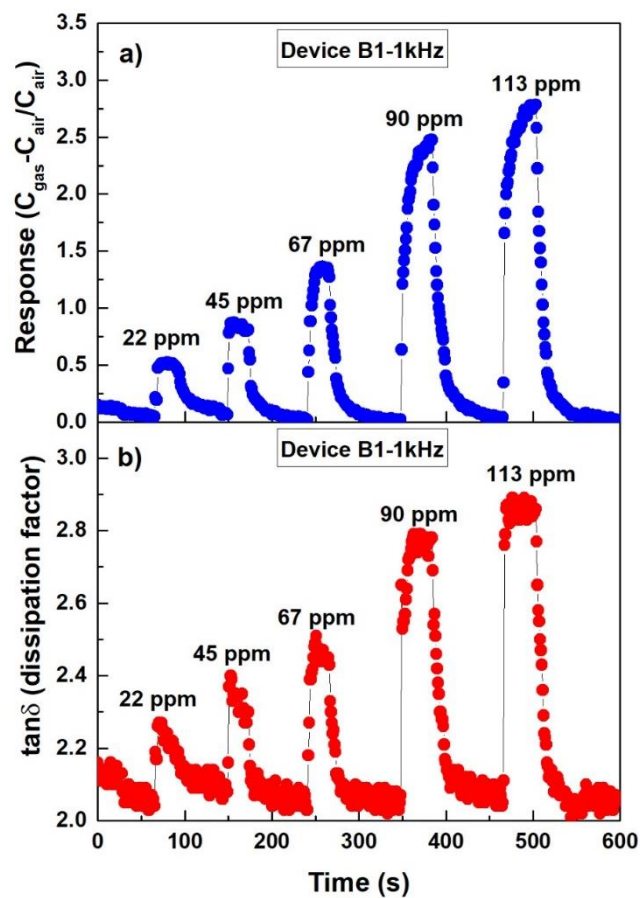 a)
Device B1-1kHz
Response (C_gas-C_air/C_air)
3.5
3.0
2.5
2.0
1.5
1.0
0.5
0.0
22 ppm
45 ppm
67 ppm
90 ppm
113 ppm
b)
Device B1-1kHz
tanδ (dissipation factor)
3.0
2.8
2.6
2.4
2.2
2.0
22 ppm
45 ppm
67 ppm
90 ppm
113 ppm
0 100 200 300 400 500 600
Time (s)